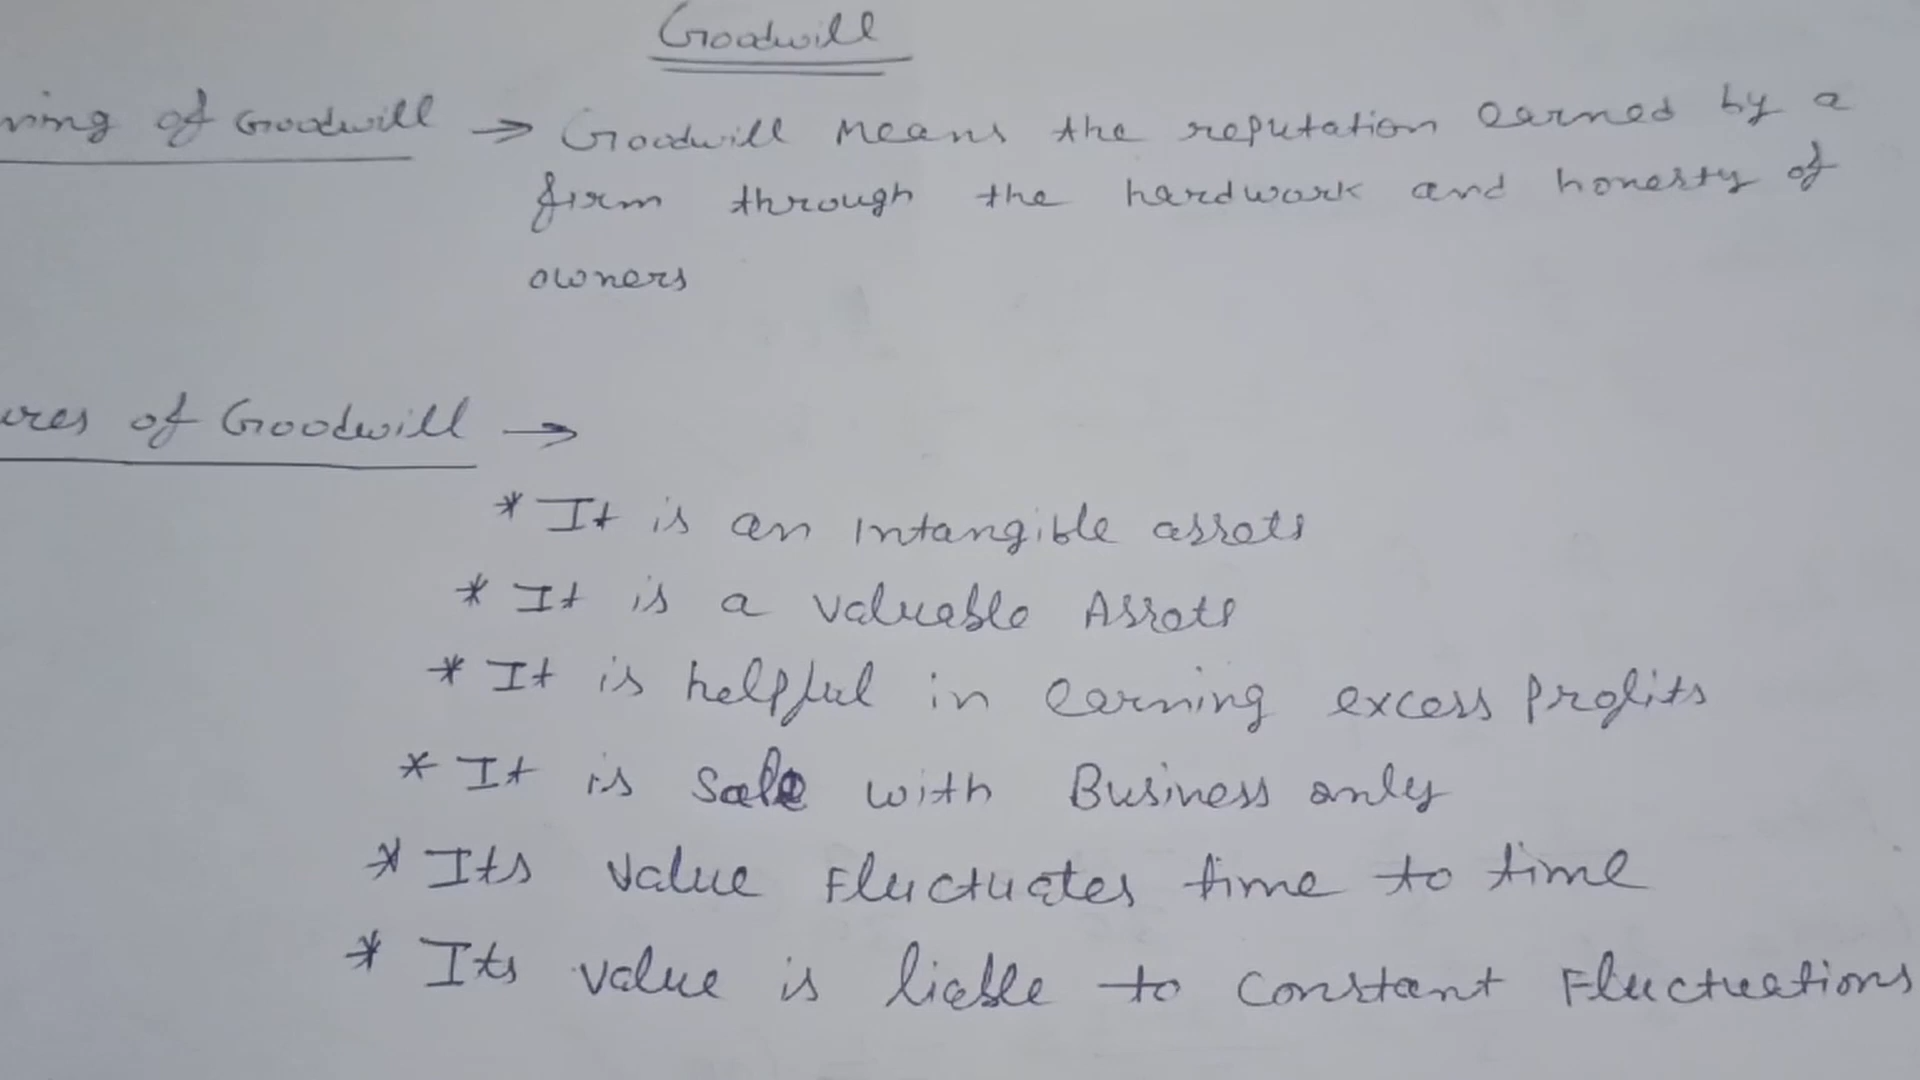 Goodwill
ning of Goodwill → Goodwill Means the reputation earned by a
firm through the hardwork and honesty of
owners
ures of Goodwill →
* It is an Intangible assets
* It is a valuable Assets
* It is helpful in earning excess Profits
* It is Sale with Business only
* Its value Fluctuates time to time
* Its value is liable to constant Fluctuations